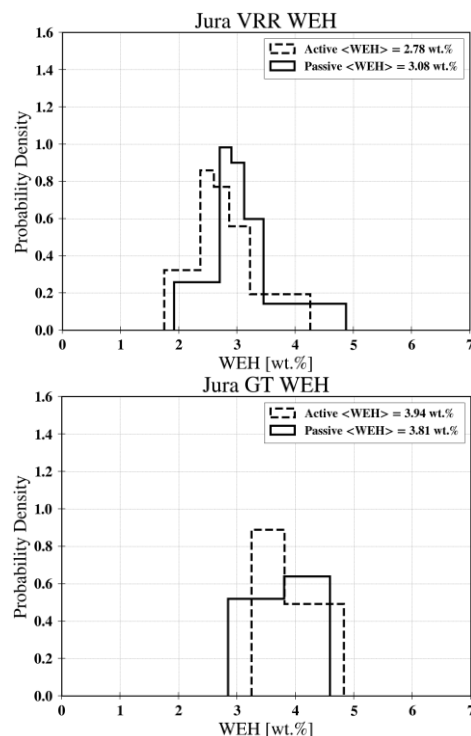 Jura VRR WEH
1.6
Active <WEH> = 2.78 wt.%
Passive <WEH> = 3.08 wt.%
1.4
1.2
1.0
0.8
0.6
0.4
0.2
0.0
Probability Density
0 1 2 3 4 5 6 7
WEH [wt.%]
Jura GT WEH
1.6
Active <WEH> = 3.94 wt.%
Passive <WEH> = 3.81 wt.%
1.4
1.2
1.0
0.8
0.6
0.4
0.2
0.0
Probability Density
0 1 2 3 4 5 6 7
WEH [wt.%]